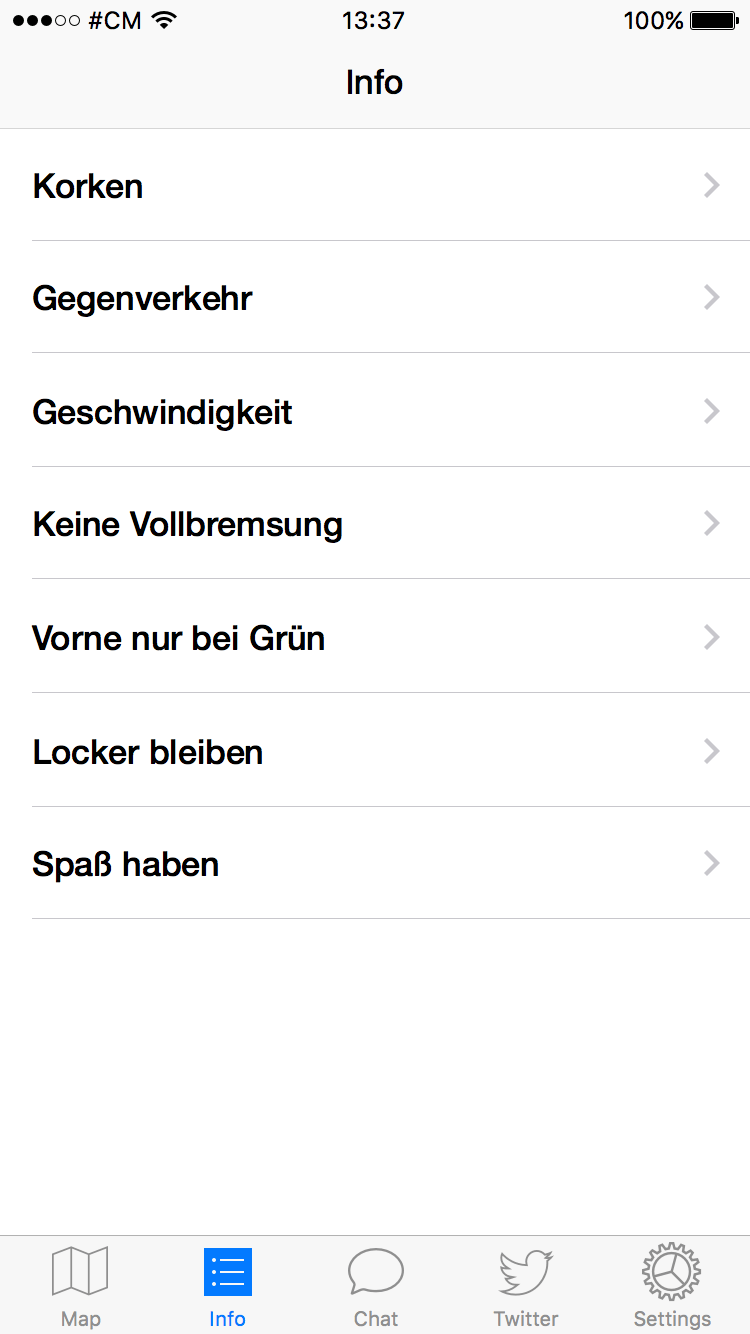 #CM 13:37 100%
Info
Korken
Gegenverkehr
Geschwindigkeit
Keine Vollbremsung
Vorne nur bei Grün
Locker bleiben
Spaß haben
Map Info Chat Twitter Settings